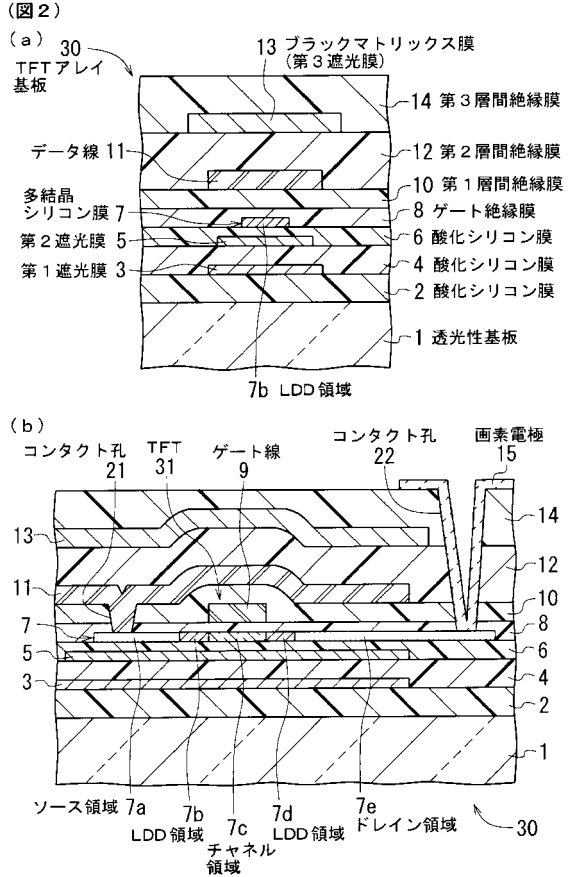 (図2)
(a)
30
TFTアレイ
基板
13 ブラックマトリックス膜
(第3遮光膜)
14 第3層間絶縁膜
データ線 11
12 第2層間絶縁膜
10 第1層間絶縁膜
多結晶
シリコン膜 7
8 ゲート絶縁膜
第2遮光膜 5
6 酸化シリコン膜
第1遮光膜 3
4 酸化シリコン膜
2 酸化シリコン膜
1 透光性基板
7b LDD領域
(b)
コンタクト孔
21
TFT
31
ゲート線
9
コンタクト孔
22
画素電極
15
13
14
12
11
10
7
8
5
6
3
4
2
1
ソース領域 7a
7b
LDD領域
7c
チャネル
領域
7d
LDD領域
7e
ドレイン領域
30